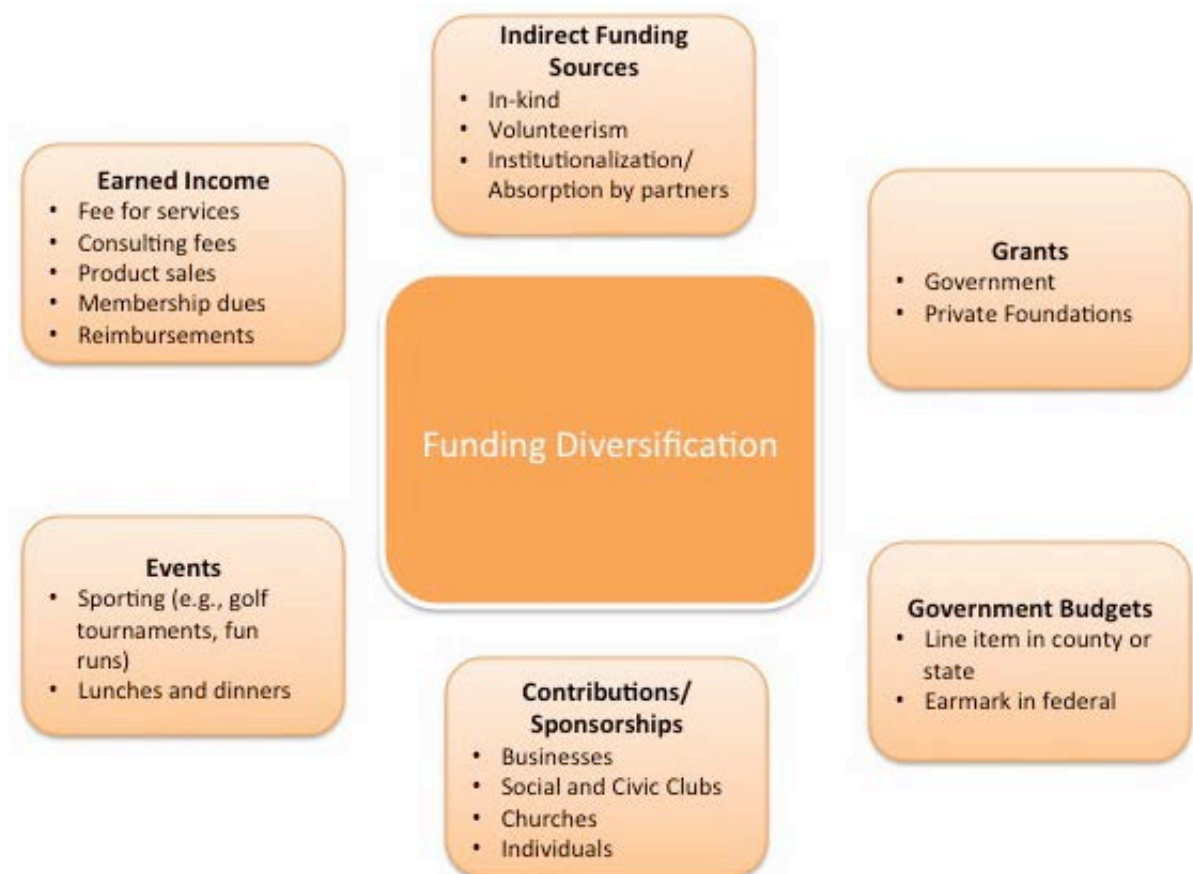 Indirect Funding
Sources
• In-kind
• Volunteerism
• Institutionalization/
Absorption by partners
Earned Income
• Fee for services
• Consulting fees
• Product sales
• Membership dues
• Reimbursements
Grants
• Government
• Private Foundations
Funding Diversification
Events
• Sporting (e.g., golf
tournaments, fun
runs)
• Lunches and dinners
Government Budgets
• Line item in county or
state
• Earmark in federal
Contributions/
Sponsorships
• Businesses
• Social and Civic Clubs
• Churches
• Individuals